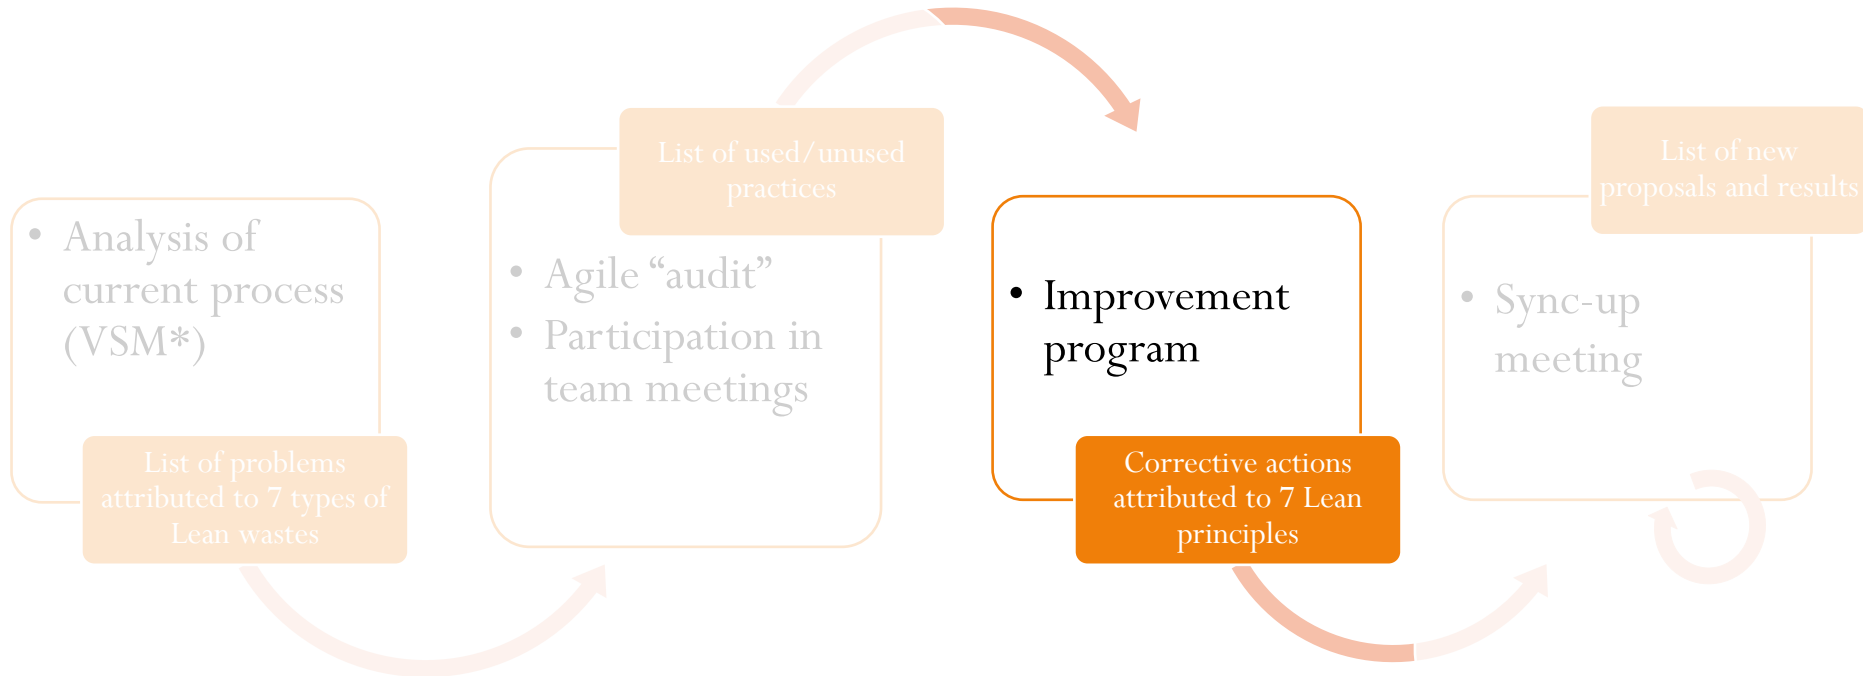 • Analysis of
current process
(VSM*)
List of problems
attributed to 7 types of
Lean wastes
List of used/unused
practices
• Agile “audit”
• Participation in
team meetings
• Improvement
program
Corrective actions
attributed to 7 Lean
principles
List of new
proposals and results
• Sync-up
meeting